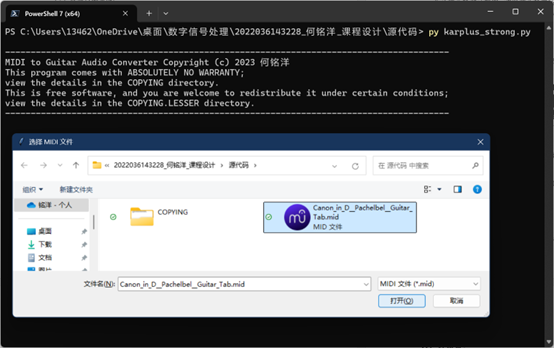 PowerShell 7 (x64)
PS C:\Users\13462\OneDrive\桌面\数字信号处理\2022036143228_何铭洋_课程设计\源代码> py karplus_strong.py
MIDI to Guitar Audio Converter Copyright (c) 2023 何铭洋
This program comes with ABSOLUTELY NO WARRANTY;
view the details in the COPYING directory.
This is free software, and you are welcome to redistribute it under certain conditions;
view the details in the COPYING.LESSER directory.
选择 MIDI 文件
2022036143228_何铭洋_课程设计 › 源代码 ›
在 源代码 中搜索
组织 新建文件夹
铭洋 - 个人
桌面
下载
文档
图片
COPYING
Canon_in_D__Pachelbel__Guitar_
Tab.mid
MID 文件
文件名(N): Canon_in_D__Pachelbel__Guitar_Tab.mid
MIDI 文件 (*.mid)
打开(O) 取消